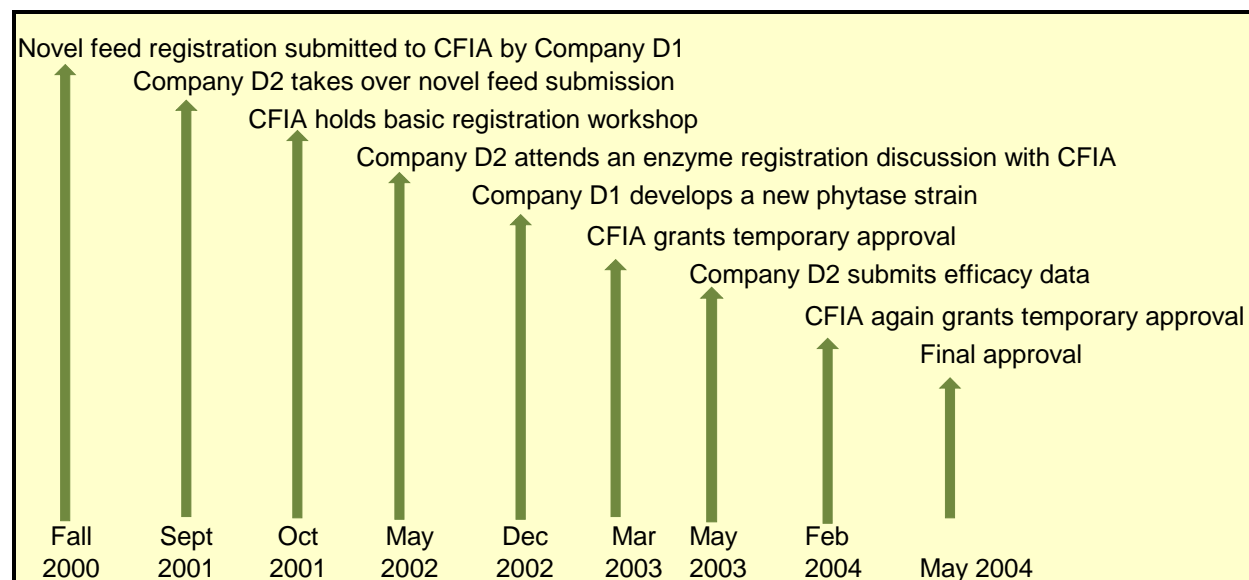 Novel feed registration submitted to CFIA by Company D1
Company D2 takes over novel feed submission
CFIA holds basic registration workshop
Company D2 attends an enzyme registration discussion with CFIA
Company D1 develops a new phytase strain
CFIA grants temporary approval
Company D2 submits efficacy data
CFIA again grants temporary approval
Final approval
Fall Sept Oct May Dec Mar May Feb
2000 2001 2001 2002 2002 2003 2003 2004 May 2004